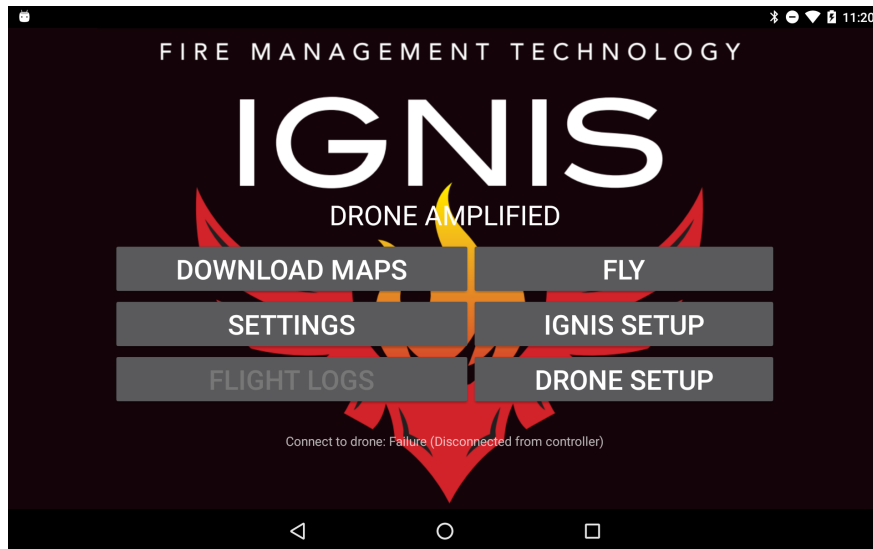 11:20
FIRE MANAGEMENT TECHNOLOGY
IGNIS
DRONE AMPLIFIED
DOWNLOAD MAPS
FLY
SETTINGS
IGNIS SETUP
FLIGHT LOGS
DRONE SETUP
Connect to drone: Failure (Disconnected from controller)